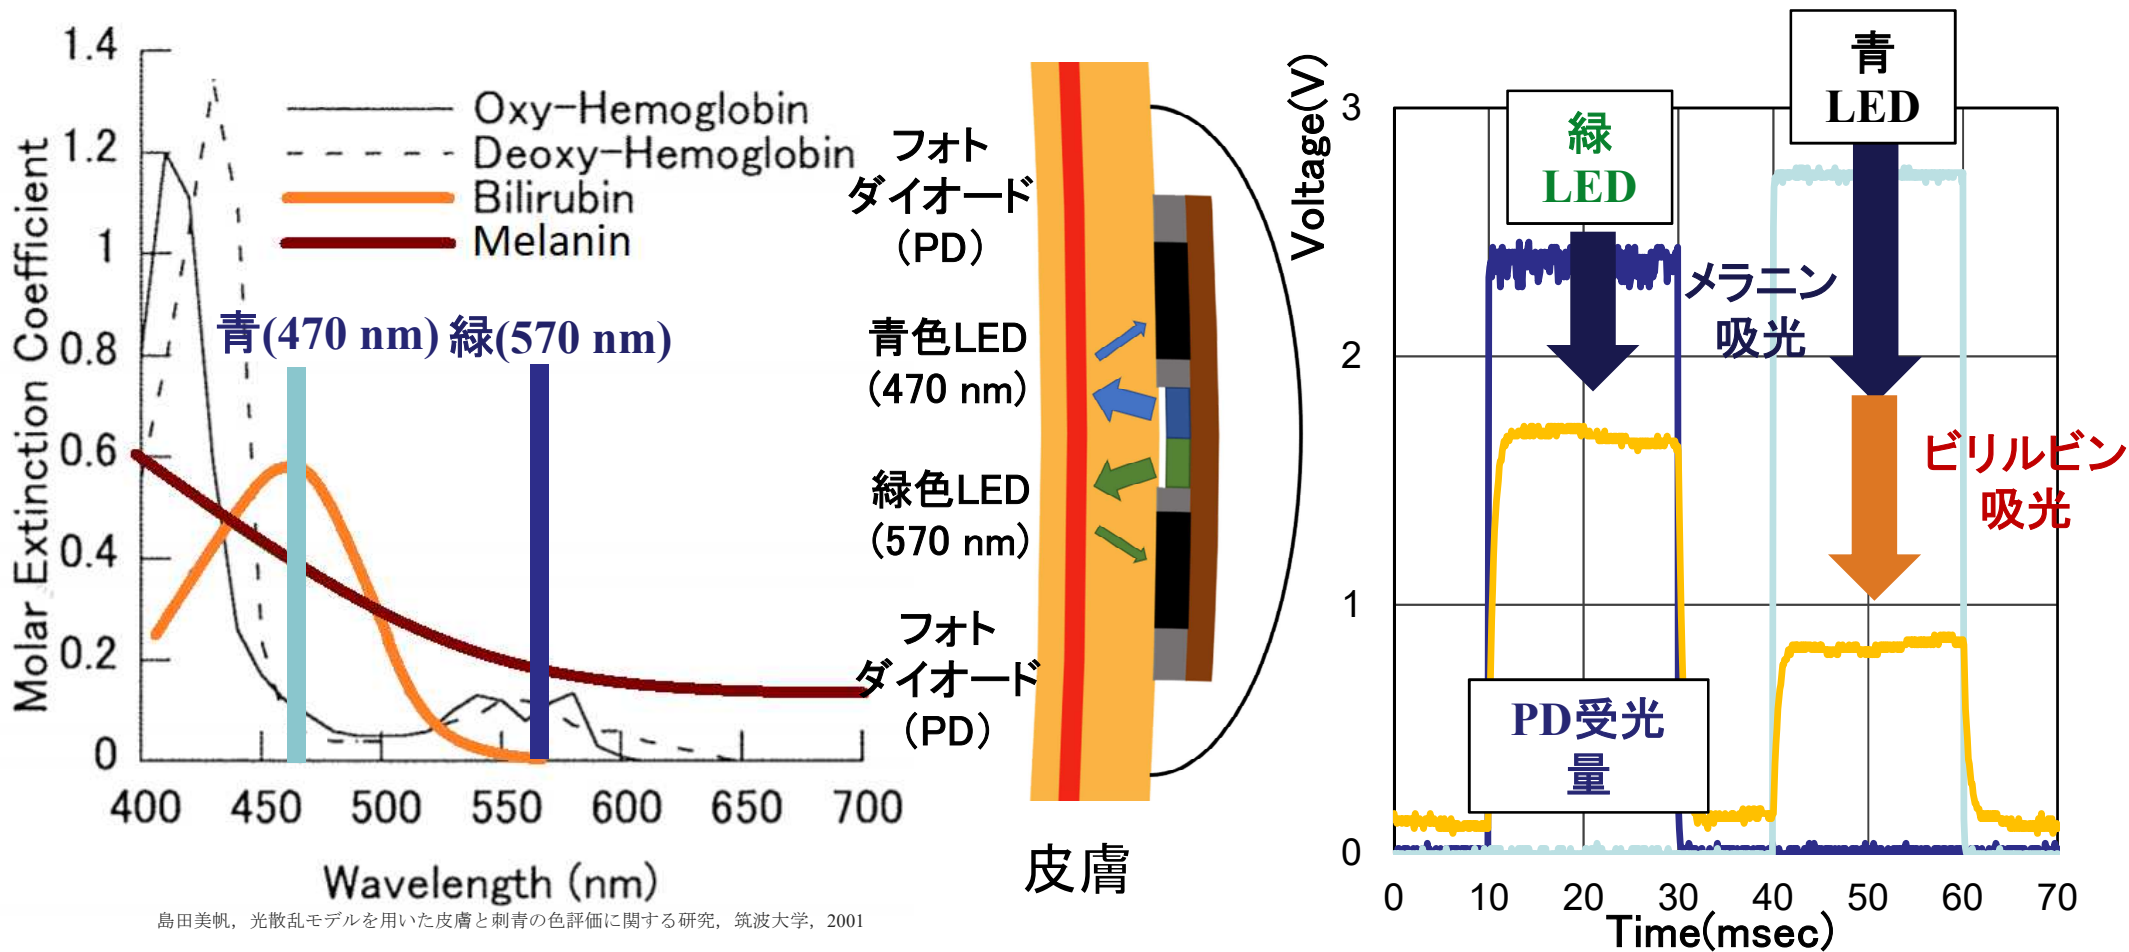 1.4
1.2
1
0.8
0.6
0.4
0.2
0
Molar Extinction Coefficient
Oxy-Hemoglobin
Deoxy-Hemoglobin
Bilirubin
Melanin
青(470 nm)
緑(570 nm)
400
450
500
550
600
650
700
Wavelength (nm)
島田美帆，光散乱モデルを用いた皮膚と刺青の色評価に関する研究，筑波大学，2001
フォト
ダイオード
（PD）
青色LED
(470 nm)
緑色LED
(570 nm)
フォト
ダイオード
（PD）
皮膚
Voltage(V)
3
2
1
0
緑
LED
青
LED
メラニン
吸光
ビリルビン
吸光
PD受光
量
0
10
20
30
40
50
60
70
Time(msec)